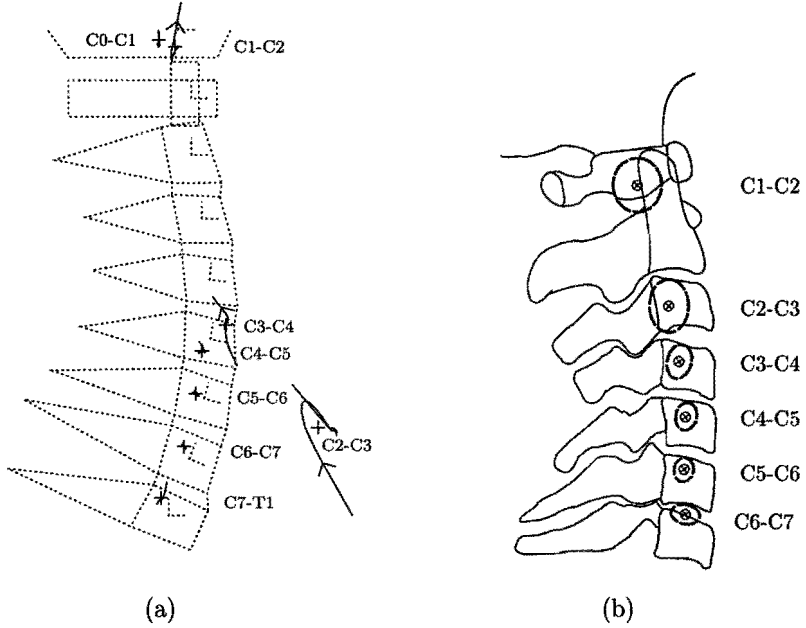 C0−C1
C1−C2
C3−C4
C4−C5
C5−C6
C2−C3
C6−C7
C7−T1
(a)
C1−C2
C2−C3
C3−C4
C4−C5
C5−C6
C6−C7
(b)